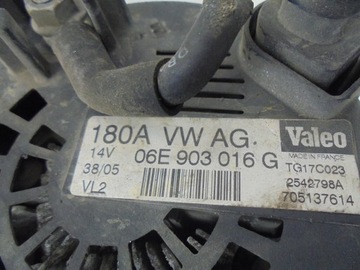 180A VW AG.
Valeo
MADE IN FRANCE
14V
06E 903 016 G
TG17C023
38/05
2542798A
VL2
705137614